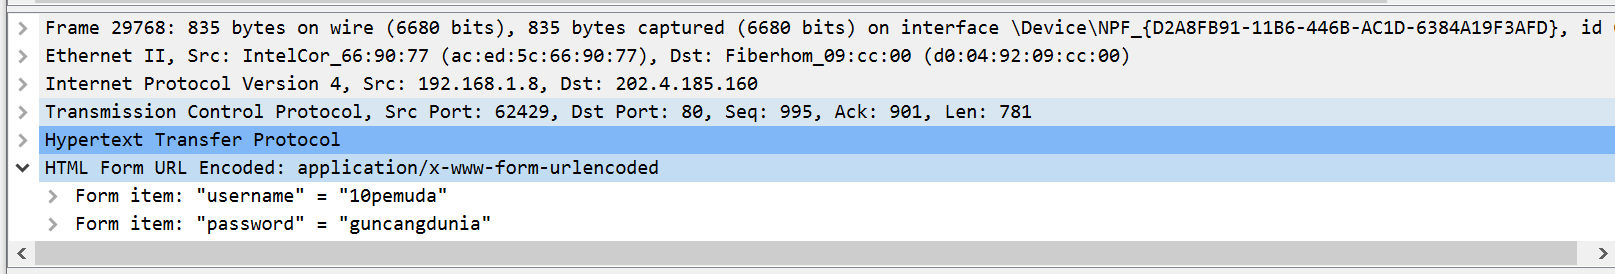 Frame 29768: 835 bytes on wire (6680 bits), 835 bytes captured (6680 bits) on interface \Device\NPF_{D2A8FB91-11B6-446B-AC1D-6384A19F3AFD}, id
Ethernet II, Src: IntelCor_66:90:77 (ac:ed:5c:66:90:77), Dst: Fiberhom_09:cc:00 (d0:04:92:09:cc:00)
Internet Protocol Version 4, Src: 192.168.1.8, Dst: 202.4.185.160
Transmission Control Protocol, Src Port: 62429, Dst Port: 80, Seq: 995, Ack: 901, Len: 781
Hypertext Transfer Protocol
HTML Form URL Encoded: application/x-www-form-urlencoded
Form item: "username" = "10pemuda"
Form item: "password" = "guncangdunia"